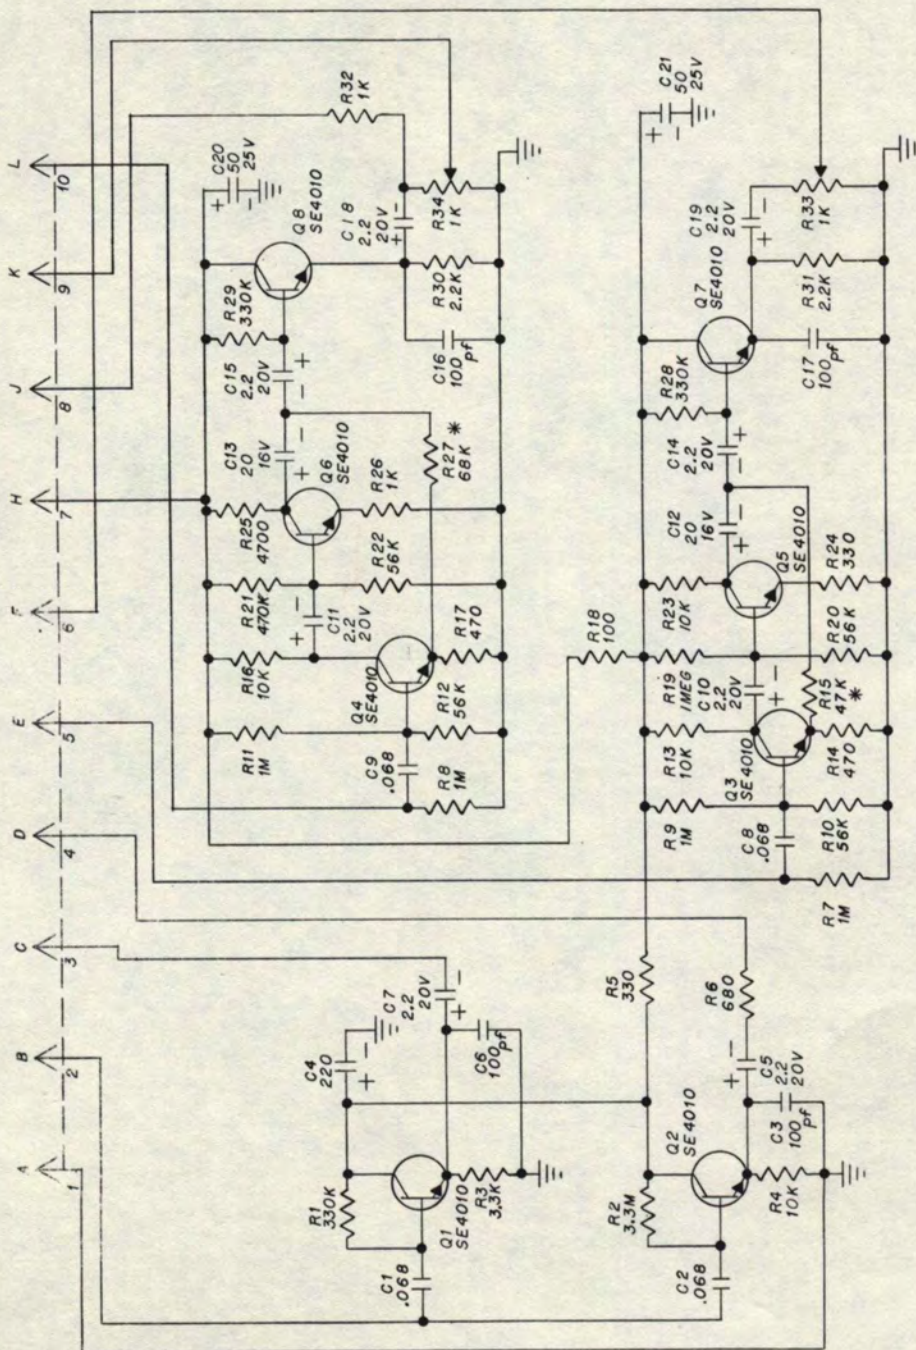 A
1
B
2
C
3
D
4
E
5
F
6
H
7
J
8
K
9
L
10
R1
330K
C1
.068
Q1
SE4010
R3
3.3K
C4
220
+
-
C7
2.2
20V
+
-
C6
100
pf
R2
3.3M
C2
.068
Q2
SE4010
R4
10K
C3
100
pf
C5
2.2
20V
+
-
R6
680
R5
330
R11
1M
C9
.068
R8
1M
R12
56K
R16
10K
Q4
SE4010
R17
470
C11
2.2
20V
+
-
R21
470K
R22
56K
R25
4700
Q6
SE4010
R26
1K
C13
20
16V
+
-
R27
68K
*
C15
2.2
20V
-
+
R29
330K
Q8
SE4010
C20
50
25V
+
-
C16
100
pf
R30
2.2K
C18
2.2
20V
+
-
R34
1K
R32
1K
R18
100
R7
1M
C8
.068
R9
1M
R10
56K
Q3
SE4010
R13
10K
R14
470
R15
47K
*
C10
2.2
20V
+
-
R19
1MEG
R20
56K
R23
10K
Q5
SE4010
R24
330
C12
20
16V
+
-
C14
2.2
20V
-
+
R28
330K
Q7
SE4010
C17
100
pf
R31
2.2K
C19
2.2
20V
+
-
R33
1K
C21
50
25V
+
-